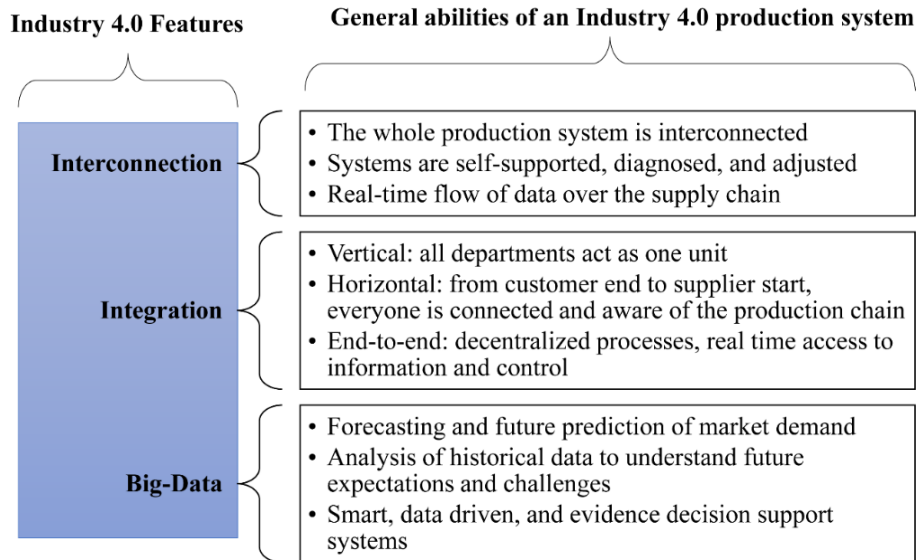 Industry 4.0 Features
General abilities of an Industry 4.0 production system
Interconnection
• The whole production system is interconnected
• Systems are self-supported, diagnosed, and adjusted
• Real-time flow of data over the supply chain
Integration
• Vertical: all departments act as one unit
• Horizontal: from customer end to supplier start,
everyone is connected and aware of the production chain
• End-to-end: decentralized processes, real time access to
information and control
Big-Data
• Forecasting and future prediction of market demand
• Analysis of historical data to understand future
expectations and challenges
• Smart, data driven, and evidence decision support
systems